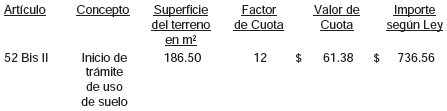 Artículo Concepto Superficie Factor Valor de Importe
del terreno de Cuota Cuota según Ley
en m²
52 Bis II Inicio de 186.50 12 $ 61.38 $ 736.56
trámite
de uso
de suelo